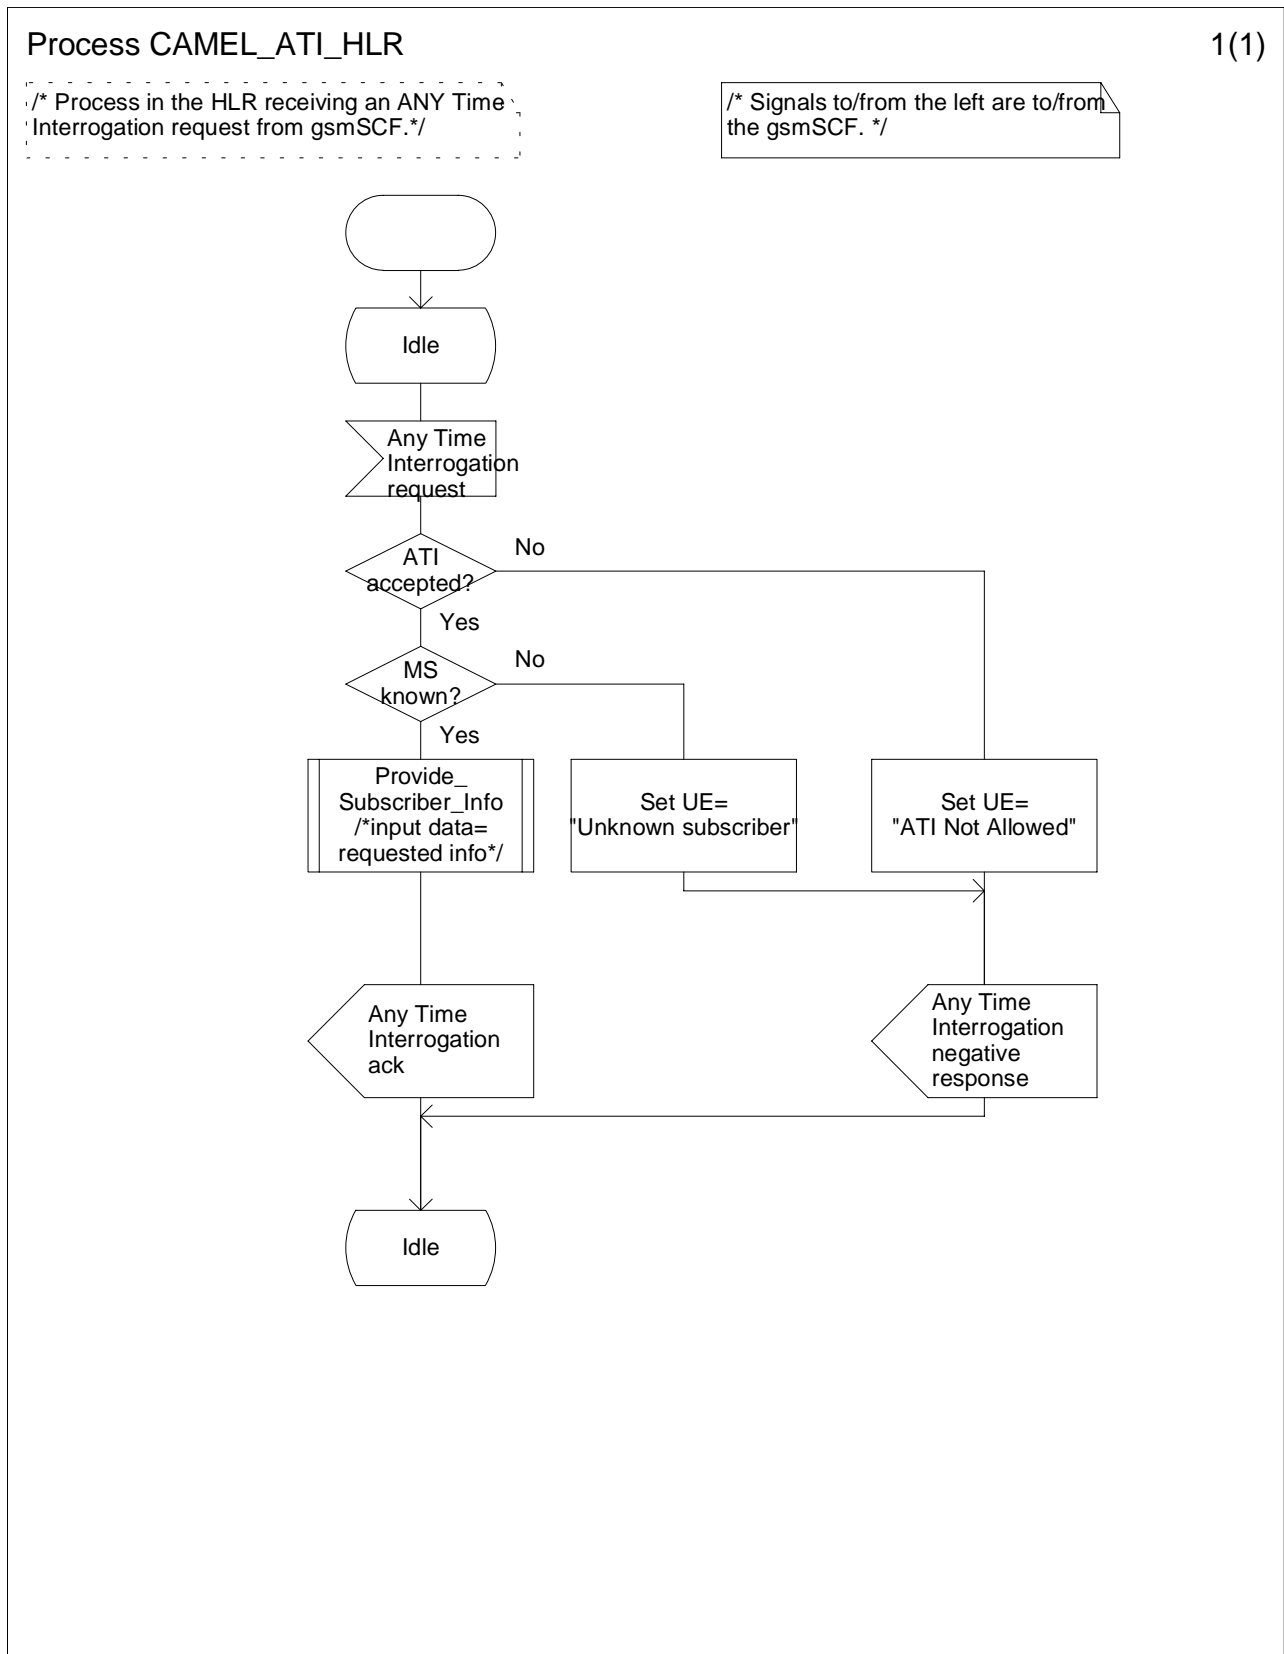 Process CAMEL_ATI_HLR
1(1)
/* Process in the HLR receiving an ANY Time
Interrogation request from gsmSCF.*/
/* Signals to/from the left are to/from
the gsmSCF. */
Idle
Any Time
Interrogation
request
ATI
accepted?
No
Yes
MS
known?
No
Yes
Provide_
Subscriber_Info
/*input data=
requested info*/
Set UE=
"Unknown subscriber"
Set UE=
"ATI Not Allowed"
Any Time
Interrogation
ack
Any Time
Interrogation
negative
response
Idle